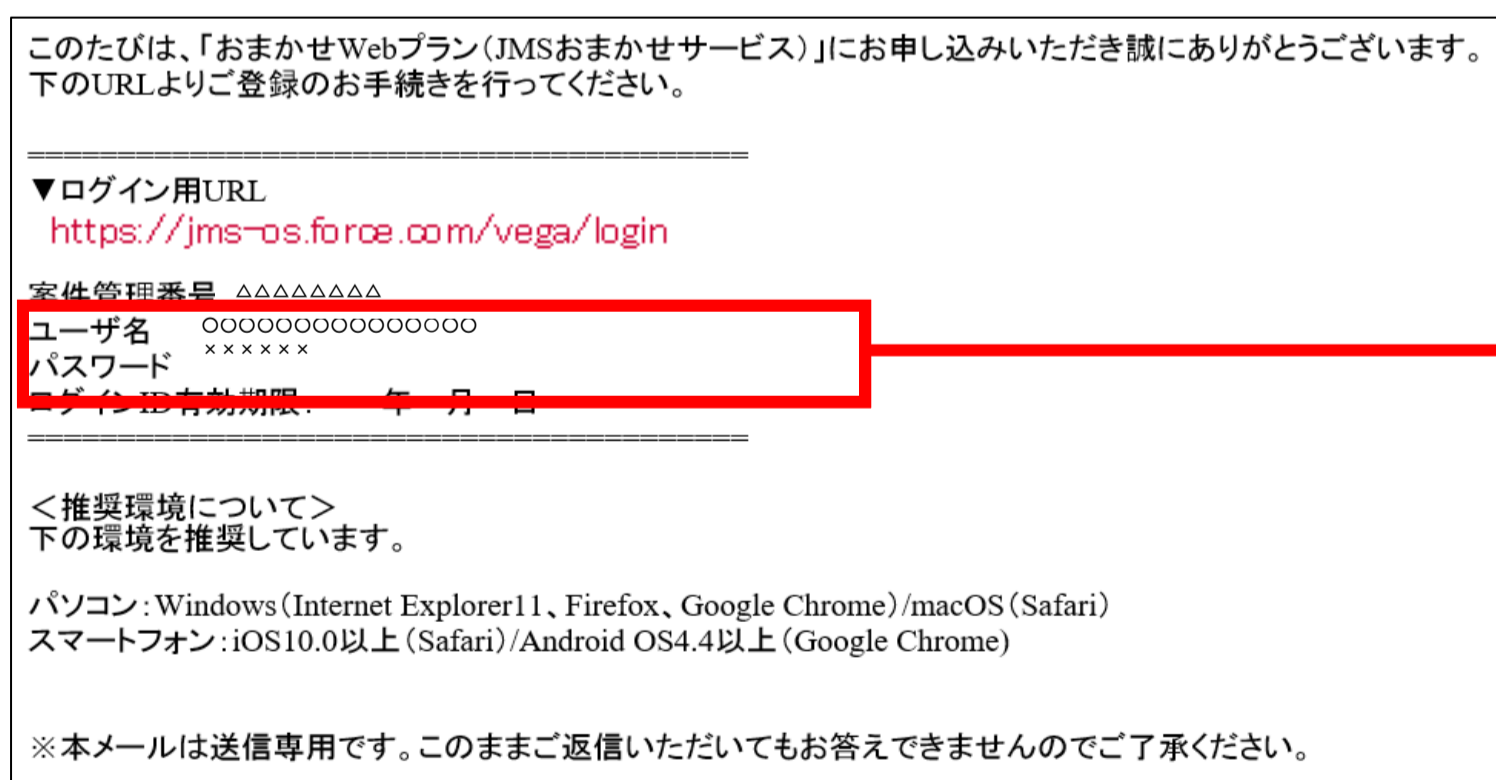 このたびは、「おまかせWebプラン(JMSおまかせサービス)」にお申し込みいただき誠にありがとうございます。
下のURLよりご登録のお手続きを行ってください。
========================================
▼ログイン用URL
https://jms-os.force.com/vega/login
案件管理番号 △△△△△△△△
ユーザ名 ○○○○○○○○○○○○○○○
パスワード ××××××
ログインID有効期限: 年 月 日
========================================
<推奨環境について>
下の環境を推奨しています。
パソコン:Windows(Internet Explorer11、Firefox、Google Chrome)/macOS(Safari)
スマートフォン:iOS10.0以上(Safari)/Android OS4.4以上(Google Chrome)
※本メールは送信専用です。このままご返信いただいてもお答えできませんのでご了承ください。